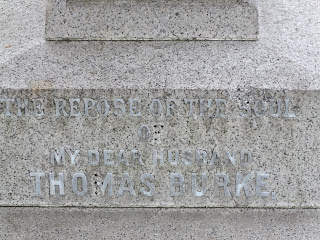 THE REPOSE OF THE SOUL
OF
MY DEAR HUSBAND
THOMAS BURKE.